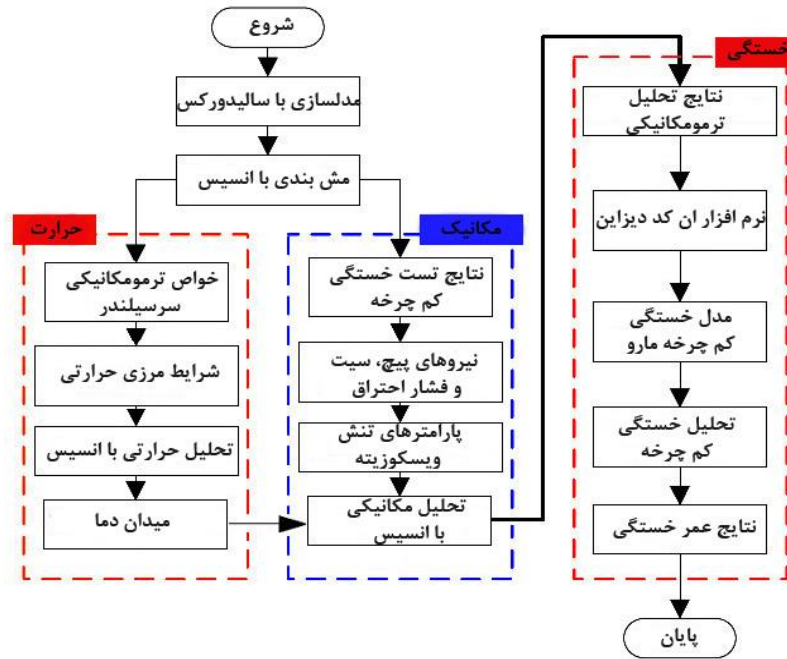 شروع
مدلسازی با سالیدورکس
مش بندی با انسیس
حرارت
خواص ترمومکانیکی
سرسیلندر
شرایط مرزی حرارتی
تحلیل حرارتی با انسیس
میدان دما
مکانیک
نتایج تست خستگی
کم چرخه
نیروهای پیچ، سیت
و فشار احتراق
پارامترهای تنش
ویسکوزیته
تحلیل مکانیکی
با انسیس
خستگی
نتایج تحلیل
ترمومکانیکی
نرم افزار ان کد دیزاین
مدل خستگی
کم چرخه مارو
تحلیل خستگی
کم چرخه
نتایج عمر خستگی
پایان